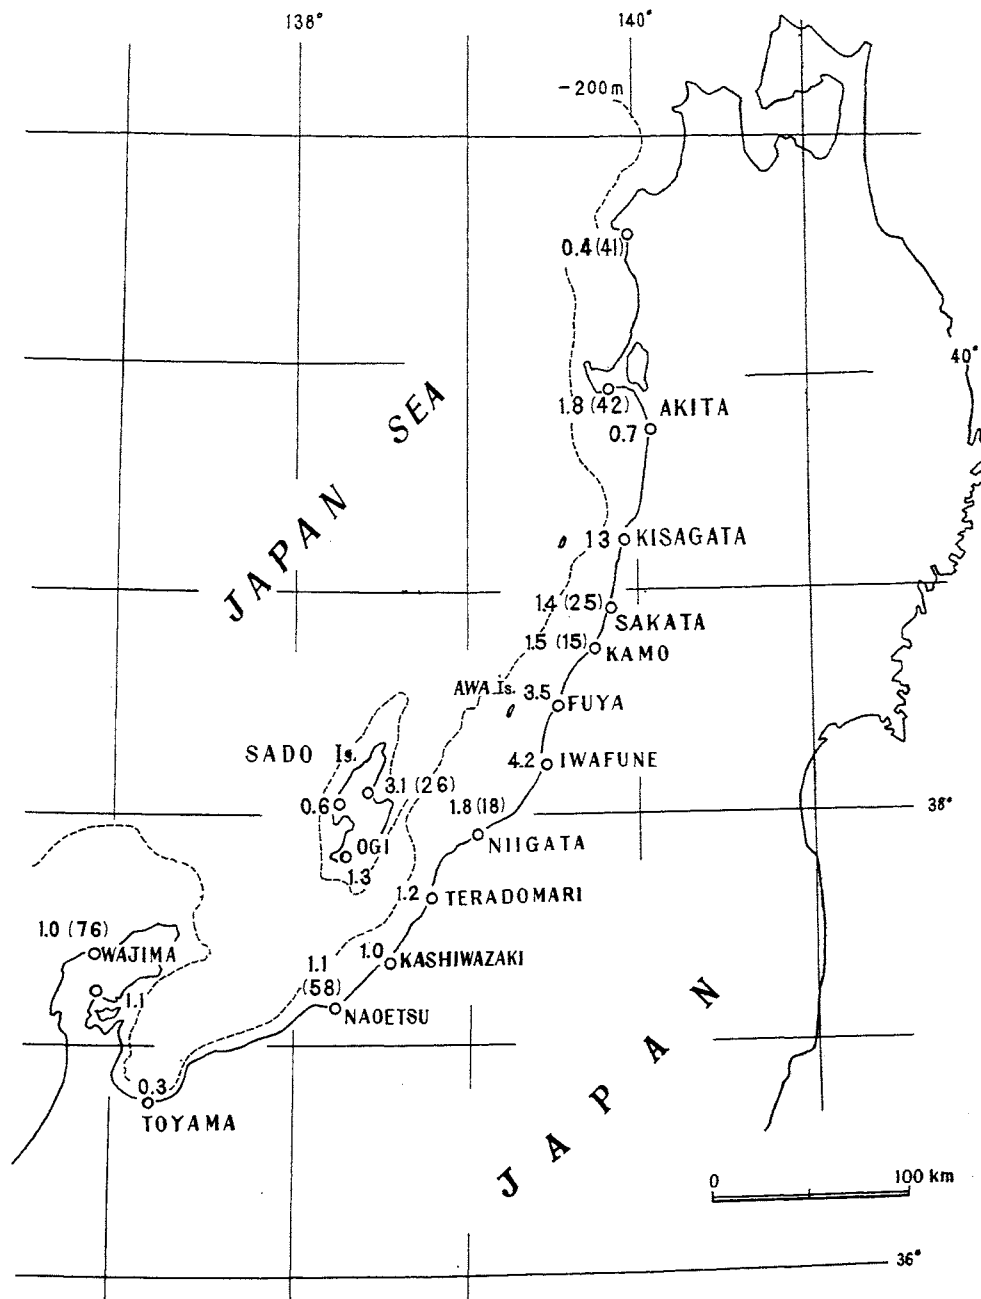 138°
140°
-200m
0.4 (41)
40°
1.8 (42)
AKITA
0.7
JAPAN SEA
13
KISAGATA
1.4 (25)
SAKATA
1.5 (15)
KAMO
AWA Is.
3.5
FUYA
SADO Is.
4.2
IWAFUNE
3.1 (26)
0.6
1.8 (18)
38°
NIIGATA
OGI
1.3
1.2
TERADOMARI
1.0 (76)
WAJIMA
1.0
KASHIWAZAKI
1.1
(58)
1.1
NAOETSU
JAPAN
0.3
TOYAMA
0
100 km
36°